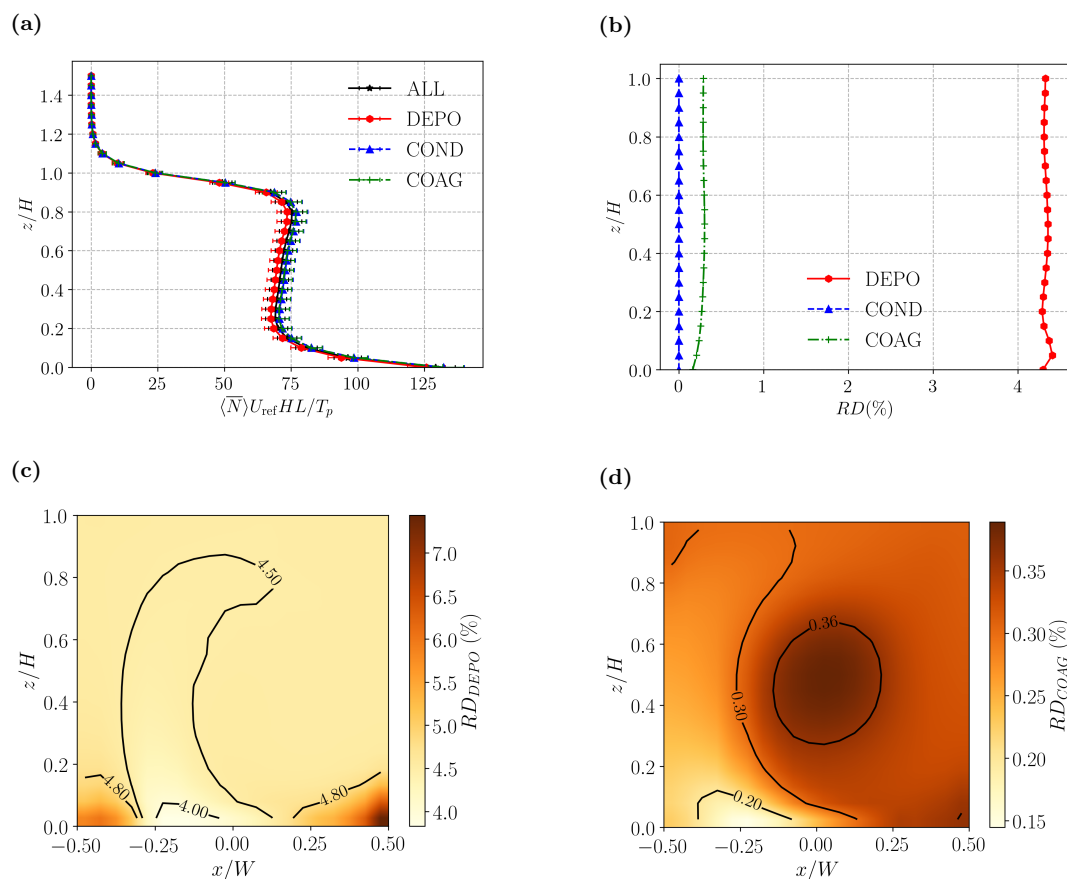 (a)
1.4
1.2
1.0
0.8
0.6
0.4
0.2
0.0
z/H
ALL
DEPO
COND
COAG
0 25 50 75 100 125
⟨N̅⟩U_ref HL/T_p
(b)
1.0
0.8
0.6
0.4
0.2
0.0
z/H
DEPO
COND
COAG
0 1 2 3 4
RD(%)
(c)
1.0
0.8
0.6
0.4
0.2
0.0
z/H
4.50
4.80
4.00
4.80
−0.50 −0.25 0.00 0.25 0.50
x/W
7.0
6.5
6.0
5.5
5.0
4.5
4.0
RD_DEPO (%)
(d)
1.0
0.8
0.6
0.4
0.2
0.0
z/H
0.36
0.30
0.20
−0.50 −0.25 0.00 0.25 0.50
x/W
0.35
0.30
0.25
0.20
0.15
RD_COAG (%)